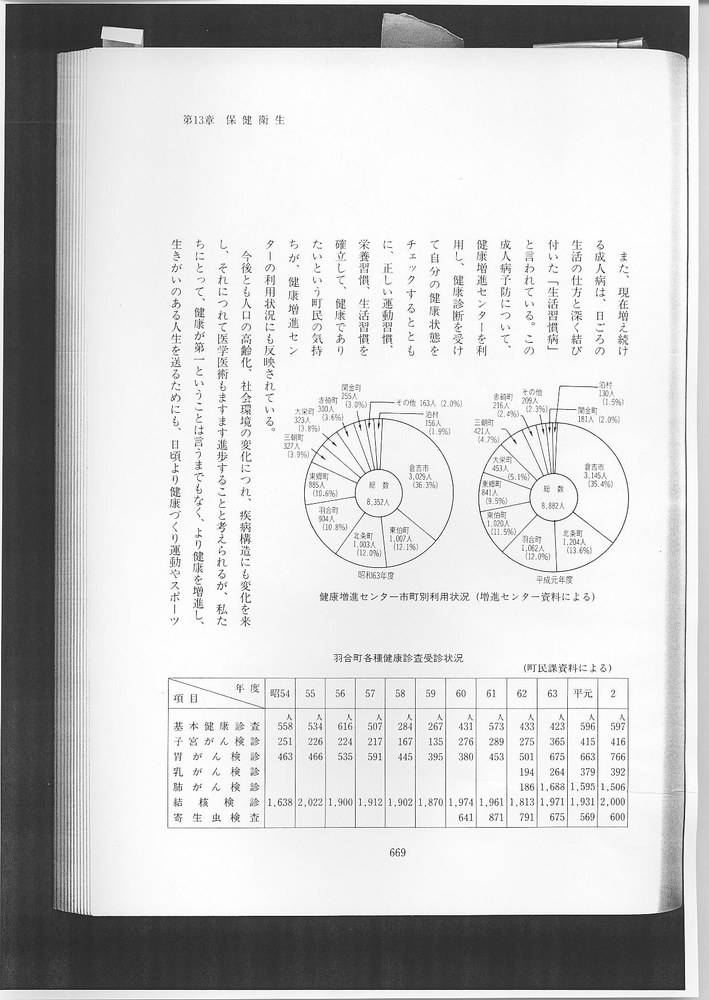 第13章 保健衛生
また、現在増え続け
る成人病は、日ごろの
生活の仕方と深く結び
付いた「生活習慣病」
と言われている。この
成人病予防について、
健康増進センターを利
用し、健康診断を受け
て自分の健康状態を
チェックするととも
に、正しい運動習慣、
栄養習慣、生活習慣を
確立して、健康であり
たいという町民の気持
ちが、健康増進セン
ターの利用状況にも反映されている。
今後とも人口の高齢化、社会環境の変化につれ、疾病構造にも変化を来
し、それにつれて医学医術もますます進歩することと考えられるが、私た
ちにとって、健康が第一ということは言うまでもなく、より健康を増進し、
生きがいのある人生を送るためにも、日頃より健康づくり運動やスポーツ
総数
8,352人
倉吉市
3,029人
(36.3%)
東伯町
1,007人
(12.1%)
北条町
1,003人
(12.0%)
羽合町
904人
(10.8%)
東郷町
885人
(10.6%)
三朝町
327人
(3.9%)
大栄町
323人
(3.8%)
赤碕町
300人
(3.6%)
関金町
255人
(3.0%)
その他 163人 (2.0%)
泊村
156人
(1.9%)
昭和63年度
総数
8,882人
倉吉市
3,145人
(35.4%)
北条町
1,204人
(13.6%)
羽合町
1,062人
(12.0%)
東伯町
1,020人
(11.5%)
東郷町
841人
(9.5%)
大栄町
453人
(5.1%)
三朝町
421人
(4.7%)
赤碕町
216人
(2.4%)
その他
209人
(2.3%)
関金町
181人 (2.0%)
泊村
130人
(1.5%)
平成元年度
健康増進センター市町別利用状況（増進センター資料による）
羽合町各種健康診査受診状況
（町民課資料による）
項目 年度 昭54 55 56 57 58 59 60 61 62 63 平元 2
人 人 人 人 人 人 人 人 人 人 人 人
基本健康診査 558 534 616 507 284 267 431 573 433 423 596 597
子宮がん検診 251 226 224 217 167 135 276 289 275 365 415 416
胃がん検診 463 466 535 591 445 395 380 453 501 675 663 766
乳がん検診 194 264 379 392
肺がん検診 186 1,688 1,595 1,506
結核検診 1,638 2,022 1,900 1,912 1,902 1,870 1,974 1,961 1,813 1,971 1,931 2,000
寄生虫検査 641 871 791 675 569 600
669